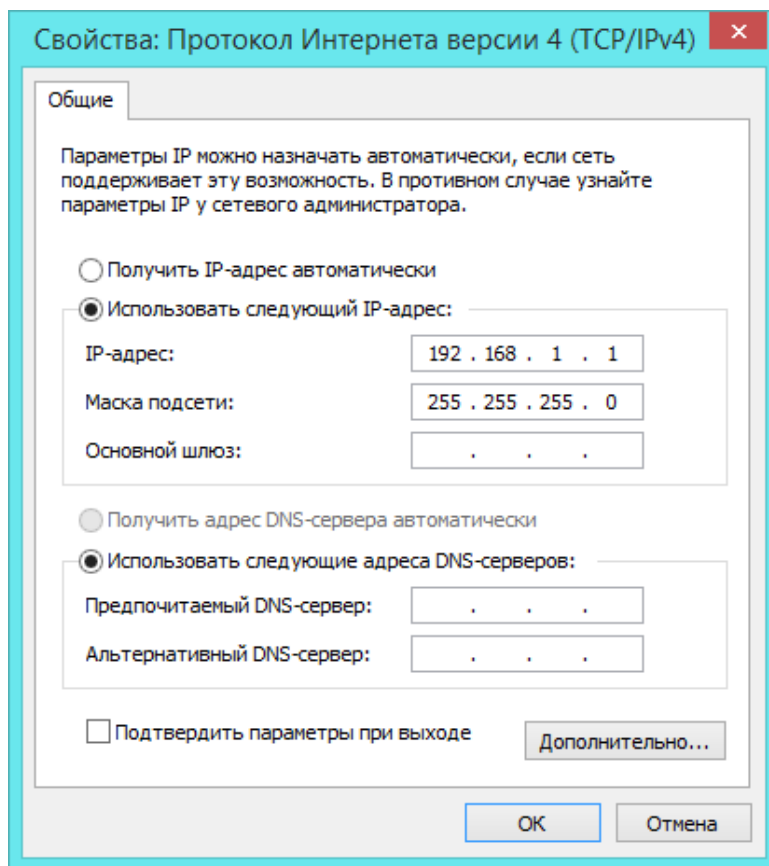 Свойства: Протокол Интернета версии 4 (TCP/IPv4)
Общие
Параметры IP можно назначать автоматически, если сеть
поддерживает эту возможность. В противном случае узнайте
параметры IP у сетевого администратора.
Получить IP-адрес автоматически
Использовать следующий IP-адрес:
IP-адрес: 192 . 168 . 1 . 1
Маска подсети: 255 . 255 . 255 . 0
Основной шлюз: . . .
Получить адрес DNS-сервера автоматически
Использовать следующие адреса DNS-серверов:
Предпочитаемый DNS-сервер: . . .
Альтернативный DNS-сервер: . . .
Подтвердить параметры при выходе
Дополнительно...
ОК Отмена